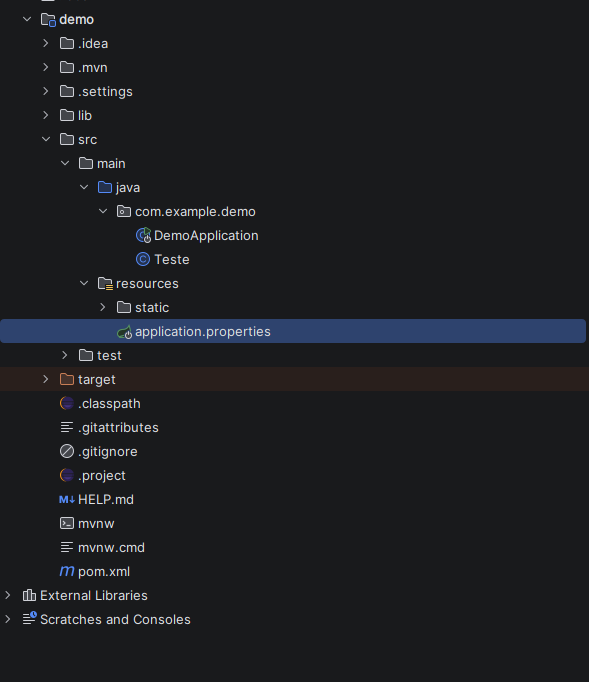 demo
.idea
.mvn
.settings
lib
src
main
java
com.example.demo
DemoApplication
Teste
resources
static
application.properties
test
target
.classpath
.gitattributes
.gitignore
.project
HELP.md
mvnw
mvnw.cmd
pom.xml
External Libraries
Scratches and Consoles